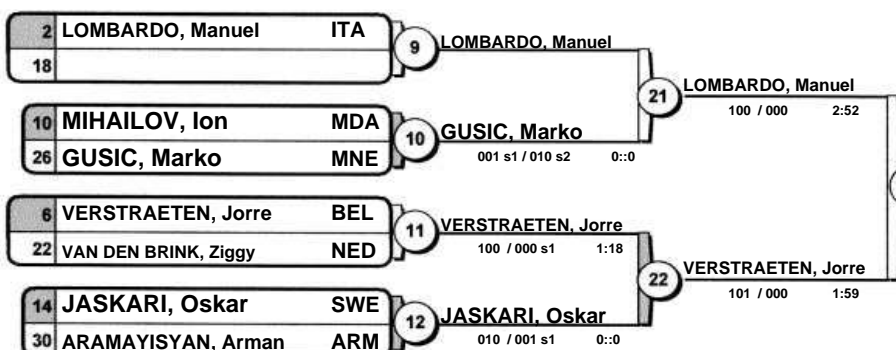 2 LOMBARDO, Manuel ITA
18
9 LOMBARDO, Manuel
10 MIHAILOV, Ion MDA
26 GUSIC, Marko MNE
10 GUSIC, Marko
001 s1 / 010 s2 0::0
21 LOMBARDO, Manuel
100 / 000 2:52
6 VERSTRAETEN, Jorre BEL
22 VAN DEN BRINK, Ziggy NED
11 VERSTRAETEN, Jorre
100 / 000 s1 1:18
14 JASKARI, Oskar SWE
30 ARAMAYISYAN, Arman ARM
12 JASKARI, Oskar
010 / 001 s1 0::0
22 VERSTRAETEN, Jorre
101 / 000 1:59